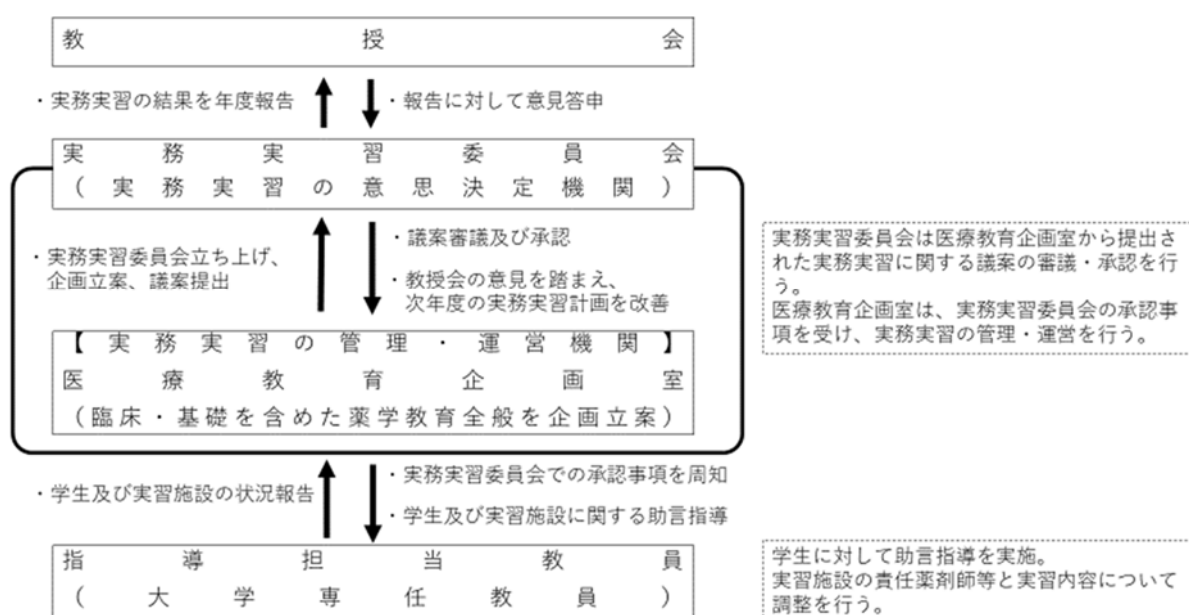 教授会
・実務実習の結果を年度報告
・報告に対して意見答申
実務実習委員会
（実務実習の意思決定機関）
・実務実習委員会立ち上げ、
企画立案、議案提出
・議案審議及び承認
・教授会の意見を踏まえ、
次年度の実務実習計画を改善
実務実習委員会は医療教育企画室から提出さ
れた実務実習に関する議案の審議・承認を行
う。
医療教育企画室は、実務実習委員会の承認事
項を受け、実務実習の管理・運営を行う。
【実務実習の管理・運営機関】
医療教育企画室
（臨床・基礎を含めた薬学教育全般を企画立案）
・学生及び実習施設の状況報告
・実務実習委員会での承認事項を周知
・学生及び実習施設に関する助言指導
指導担当教員
（大学専任教員）
学生に対して助言指導を実施。
実習施設の責任薬剤師等と実習内容について
調整を行う。